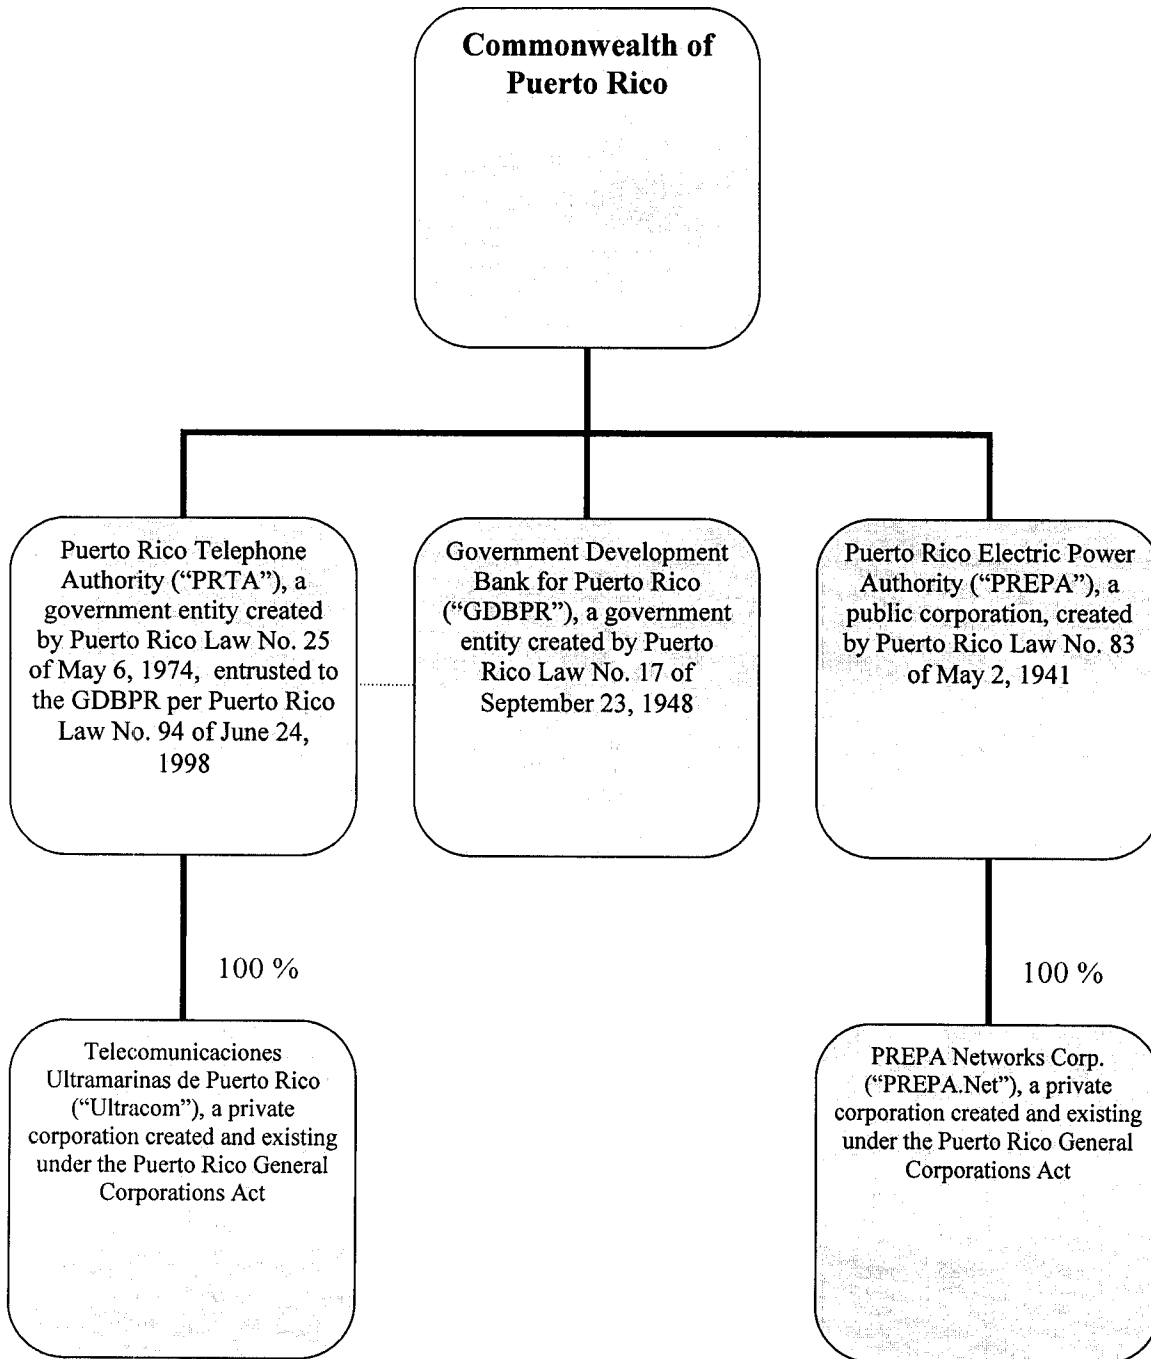 Commonwealth of
Puerto Rico
Puerto Rico Telephone
Authority (“PRTA”), a
government entity created
by Puerto Rico Law No. 25
of May 6, 1974,  entrusted to
the GDBPR per Puerto Rico
Law No. 94 of June 24,
1998
Government Development
Bank for Puerto Rico
(“GDBPR”), a government
entity created by Puerto
Rico Law No. 17 of
September 23, 1948
Puerto Rico Electric Power
Authority (“PREPA”), a
public corporation, created
by Puerto Rico Law No. 83
of May 2, 1941
100 %
100 %
Telecomunicaciones
Ultramarinas de Puerto Rico
(“Ultracom”), a private
corporation created and existing
under the Puerto Rico General
Corporations Act
PREPA Networks Corp.
(“PREPA.Net”), a private
corporation created and existing
under the Puerto Rico General
Corporations Act